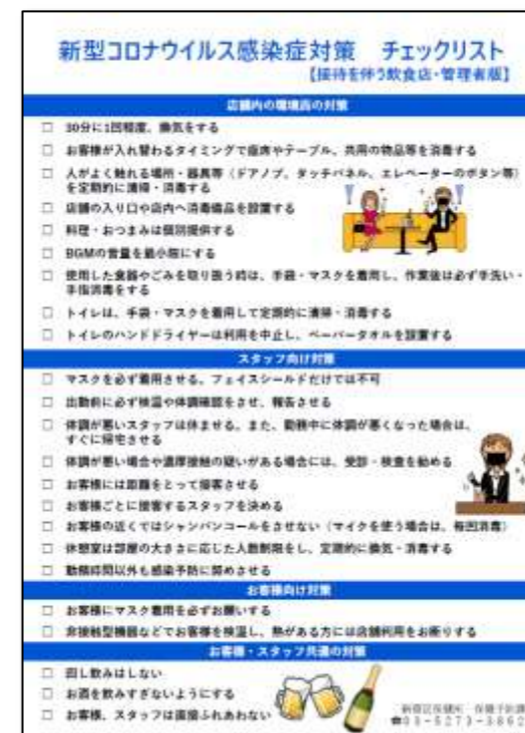 新型コロナウイルス感染症対策 チェックリスト
【接待を伴う飲食店・管理者版】
店舗内の環境面の対策
□ 30分に1回程度、換気をする
□ お客様が入れ替わるタイミングで座席やテーブル、共用の物品等を消毒する
□ 人がよく触れる場所・器具等(ドアノブ、タッチパネル、エレベーターのボタン等)
を定期的に清掃・消毒する
□ 店舗の入り口や店内へ消毒備品を設置する
□ 料理・おつまみは個別提供する
□ BGMの音量を最小限にする
□ 使用した食器やごみを取り扱う時は、手袋・マスクを着用し、作業後は必ず手洗い・
手指消毒をする
□ トイレは、手袋・マスクを着用して定期的に清掃・消毒する
□ トイレのハンドドライヤーは利用を中止し、ペーパータオルを設置する
スタッフ向け対策
□ マスクを必ず着用させる。フェイスシールドだけでは不可
□ 出勤前に必ず検温や体調確認をさせ、報告させる
□ 体調が悪いスタッフは休ませる。また、勤務中に体調が悪くなった場合は、
すぐに帰宅させる
□ 体調が悪い場合や濃厚接触の疑いがある場合には、受診・検査を勧める
□ お客様には距離をとって接客させる
□ お客様ごとに接客するスタッフを決める
□ お客様の近くではシャンパンコールをさせない(マイクを使う場合は、毎回消毒)
□ 休憩室は部屋の大きさに応じた人数制限をし、定期的に換気・消毒する
□ 勤務時間以外も感染予防に努めさせる
お客様向け対策
□ お客様にマスク着用を必ずお願いする
□ 非接触型機器などでお客様を検温し、熱がある方には店舗利用をお断りする
お客様・スタッフ共通の対策
□ 回し飲みはしない
□ お酒を飲みすぎないようにする
□ お客様、スタッフは直接ふれあわない
新宿区保健所 保健予防課
☎03-5273-3862